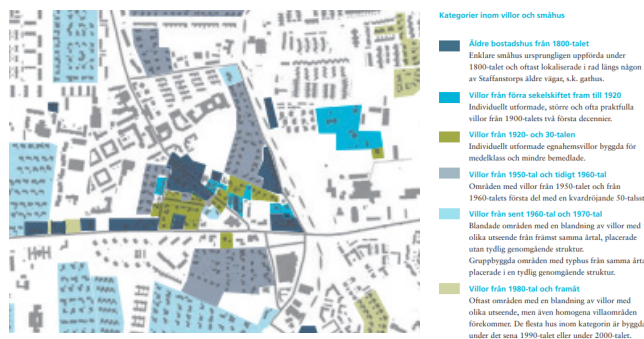 Kategorier inom villor och småhus
Äldre bostadshus från 1800-talet
Enklare småhus ursprungligen uppförda under
1800-talet och oftast lokaliserade i rad längs någon
av Staffanstorps äldre vägar, s.k. gathus.
Villor från förra sekelskiftet fram till 1920
Individuellt utformade, större och ofta praktfulla
villor från 1900-talets två första decennier.
Villor från 1920- och 30-talen
Individuellt utformade egnahemsvillor byggda för
medelklass och mindre bemedlade.
Villor från 1950-tal och tidigt 1960-tal
Områden med villor från 1950-talet och från
1960-talets första del med en kvardröjande 50-talsst
Villor från sent 1960-tal och 1970-tal
Blandade områden med en blandning av villor med
olika utseende från främst samma årtal, placerade
utan tydlig genomgående struktur.
Gruppbyggda områden med typhus från samma årta
placerade i en tydlig genomgående struktur.
Villor från 1980-tal och framåt
Oftast områden med en blandning av villor med
olika utseende, men även homogena villaområden
förekommer. De flesta hus inom kategorin är byggda
under det sena 1990-talet eller under 2000-talet.